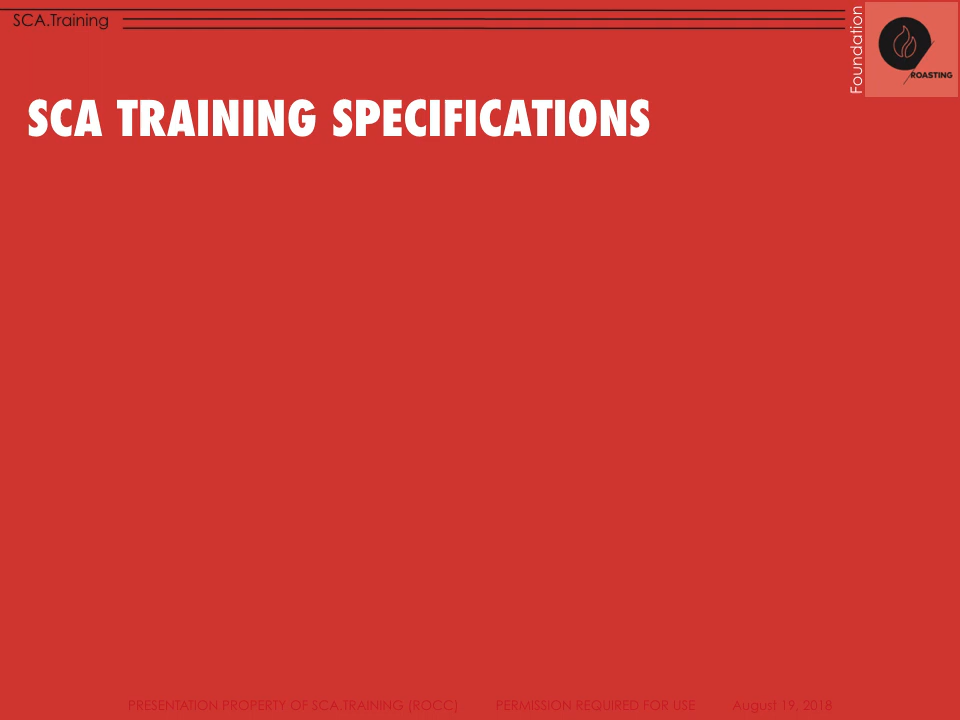 SCA.Training
Foundation
ROASTING
SCA TRAINING SPECIFICATIONS
PRESENTATION PROPERTY OF SCA.TRAINING (ROCC) PERMISSION REQUIRED FOR USE August 19, 2018